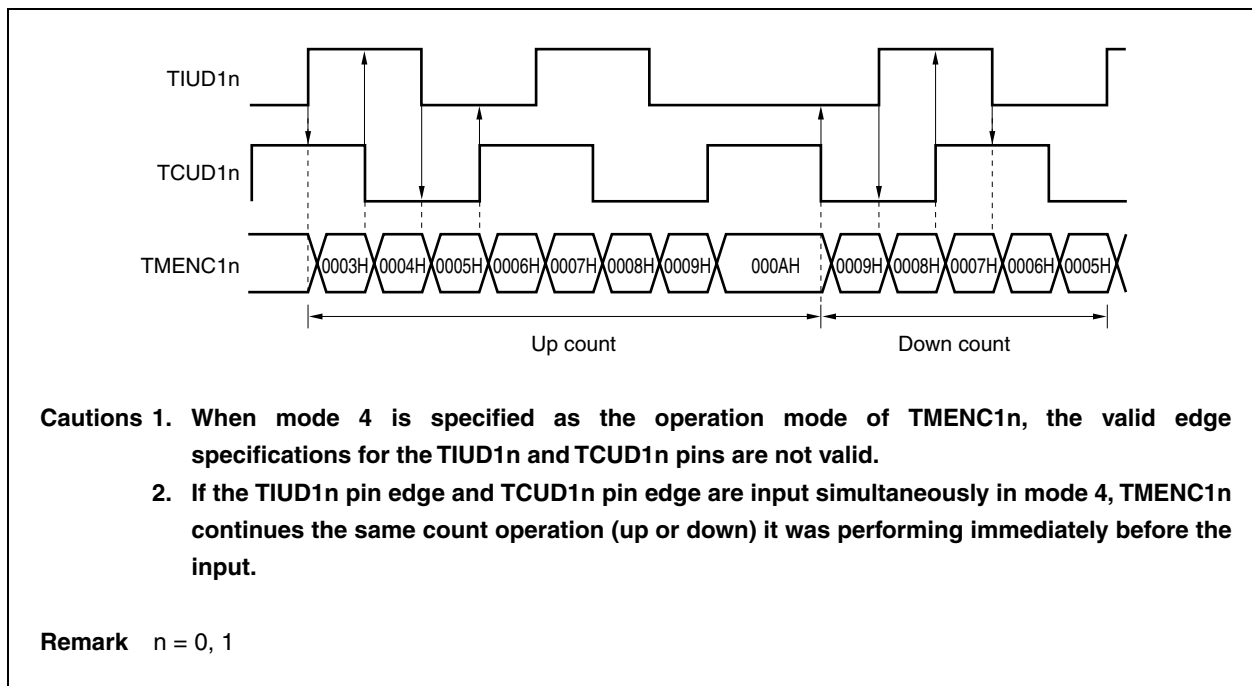 TIUD1n
TCUD1n
TMENC1n
0003H 0004H 0005H 0006H 0007H 0008H 0009H 000AH 0009H 0008H 0007H 0006H 0005H
Up count
Down count
Cautions 1. When mode 4 is specified as the operation mode of TMENC1n, the valid edge
specifications for the TIUD1n and TCUD1n pins are not valid.
2. If the TIUD1n pin edge and TCUD1n pin edge are input simultaneously in mode 4, TMENC1n
continues the same count operation (up or down) it was performing immediately before the
input.
Remark n = 0, 1